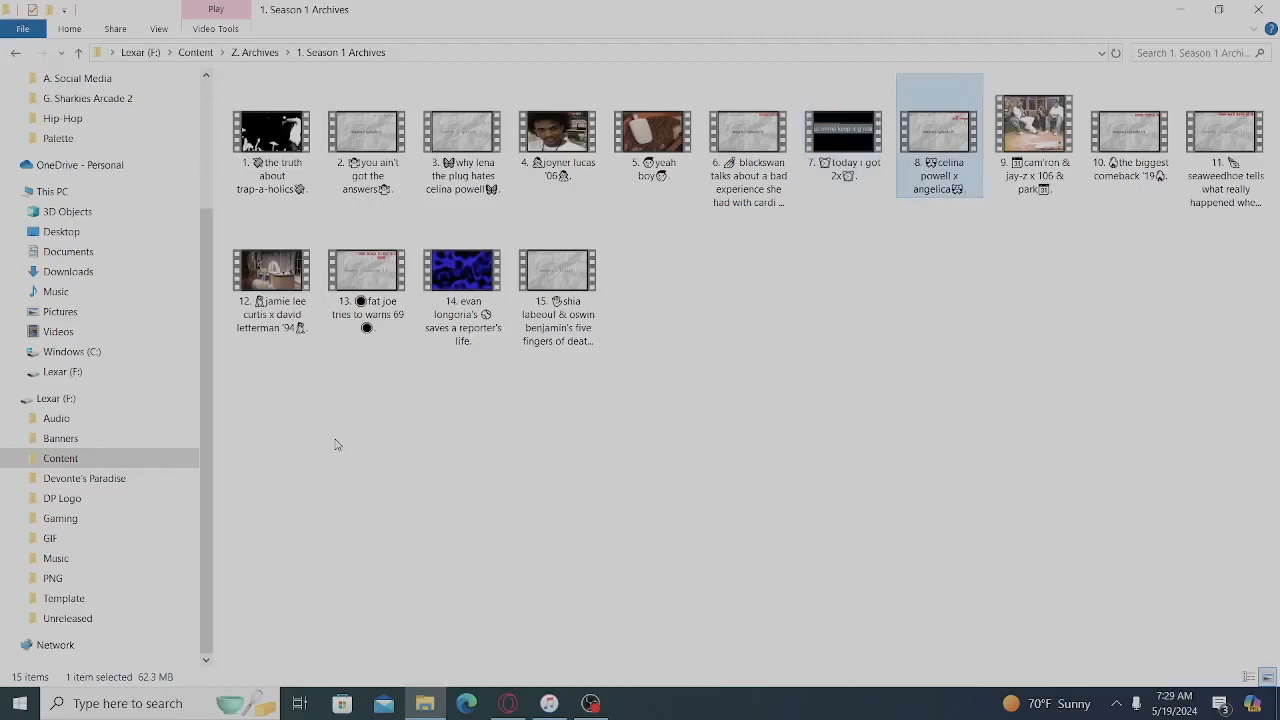 Play
1. Season 1 Archives
File
Home
Share
View
Video Tools
Lexar (F:)
Content
Z. Archives
1. Season 1 Archives
Search 1. Season 1 Archi...
A. Social Media
G. Sharkies Arcade 2
Hip-Hop
Palette
OneDrive - Personal
This PC
3D Objects
Desktop
Documents
Downloads
Music
Pictures
Videos
Windows (C:)
Lexar (F:)
Lexar (F:)
Audio
Banners
Content
Devonte's Paradise
DP Logo
Gaming
GIF
Music
PNG
Template
Unreleased
Network
1. the truth
about
trap-a-holics.
2. you ain't
got the
answers.
3. why lena
the plug hates
celina powell.
4. joyner lucas
'06.
5. yeah
boy.
6. blackswan
talks about a bad
experience she
had with cardi ...
7. today i got
2x.
8. celina
powell x
angelica.
9. cam'ron &
jay-z x 106 &
park.
10. the biggest
comeback '19.
11.
seaweedhoe tells
what really
happened whe...
12. jamie lee
curtis x david
letterman '94.
13. fat joe
tries to warns 69
.
14. evan
longoria's
saves a reporter's
life.
15. shia
labeouf & oswin
benjamin's five
fingers of deat...
15 items
1 item selected
62.3 MB
Type here to search
70°F Sunny
7:29 AM
5/19/2024
3